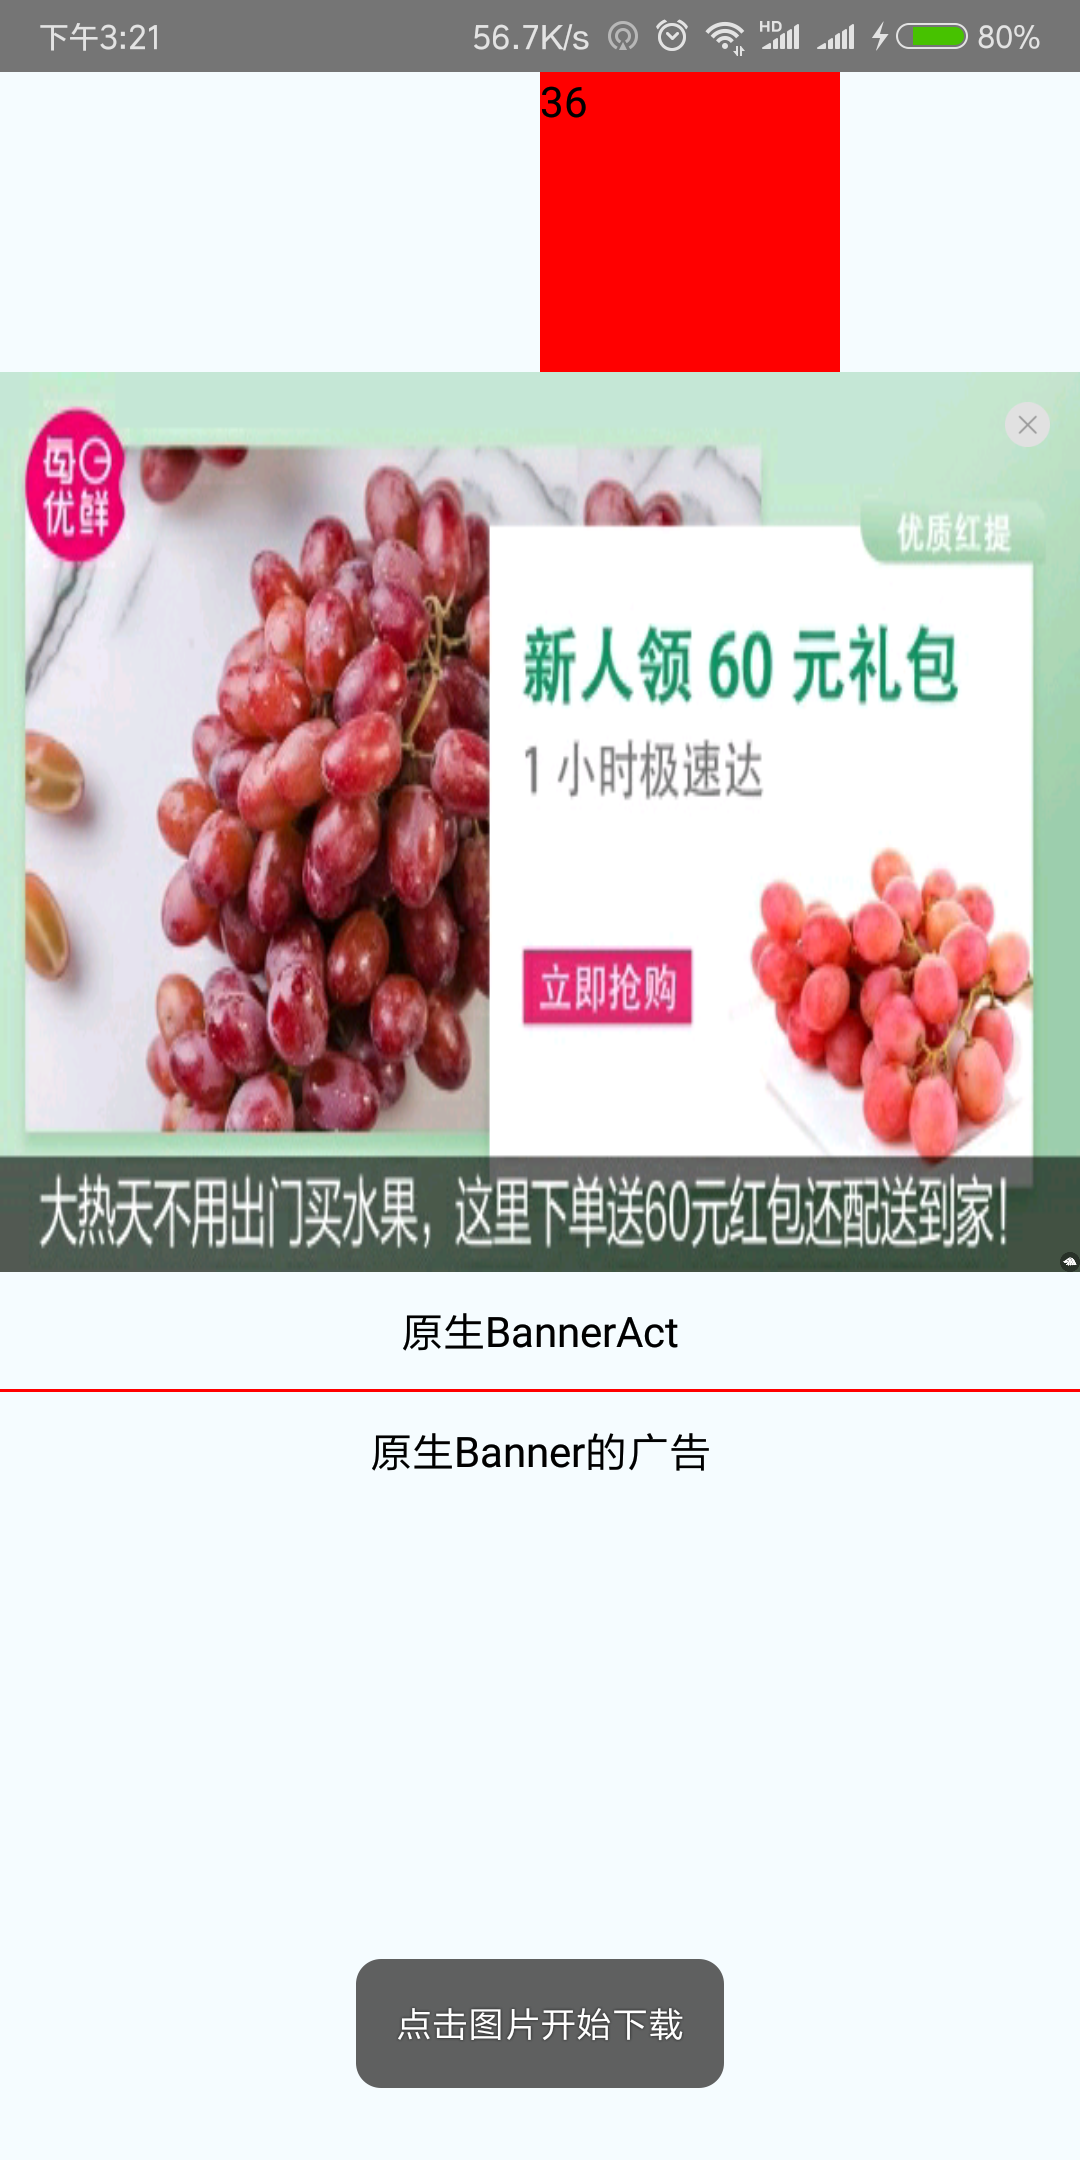 下午3:21
56.7K/s
HD
80%
36
每日
优鲜
优质红提
新人领 60 元礼包
1 小时极速达
立即抢购
大热天不用出门买水果，这里下单送60元红包还配送到家！
原生BannerAct
原生Banner的广告
点击图片开始下载